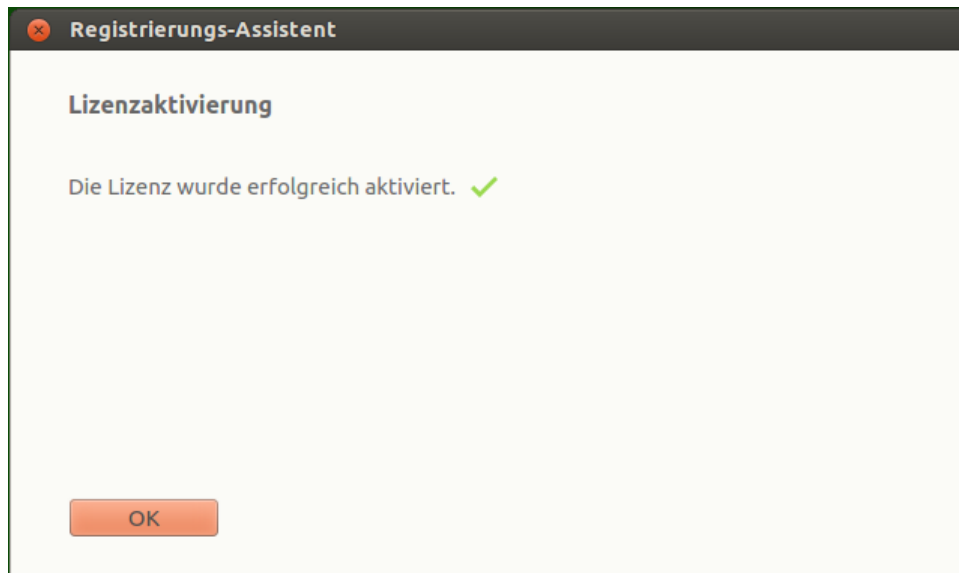 Registrierungs-Assistent
Lizenzaktivierung
Die Lizenz wurde erfolgreich aktiviert.
OK